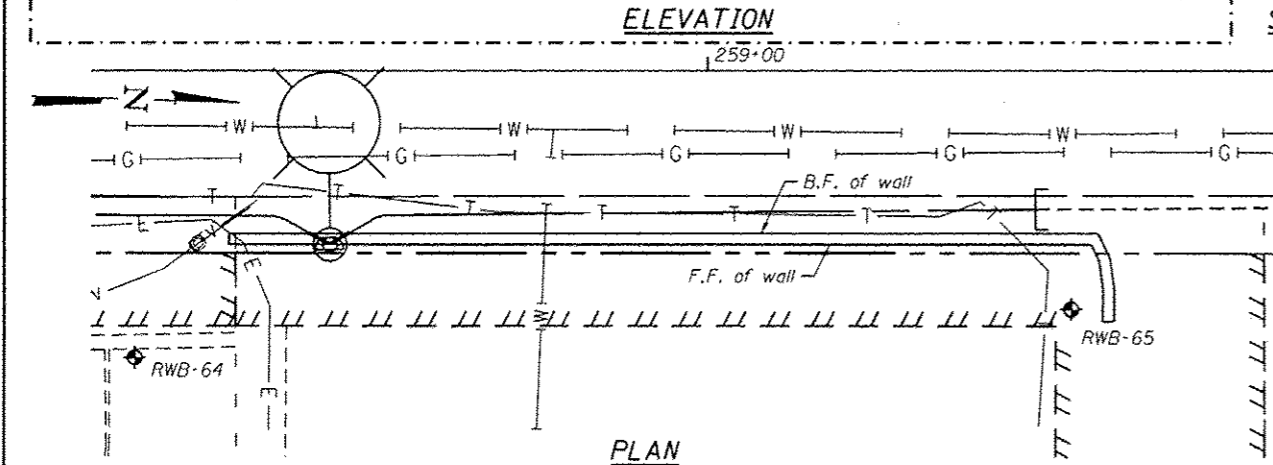 ELEVATION
S
259+00
N
W W W W
G G G G G
T T T T T T
B.F. of wall
E
E
F.F. of wall
W
RWB-65
RWB-64
E
PLAN